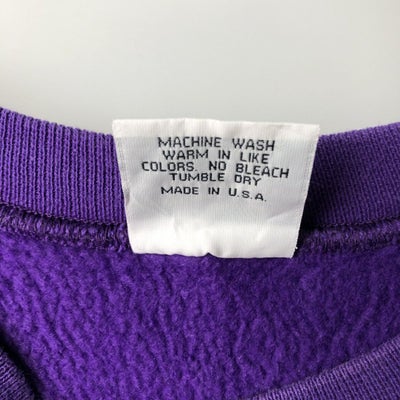 MACHINE WASH
WARM IN LIKE
COLORS. NO BLEACH
TUMBLE DRY
MADE IN U.S.A.